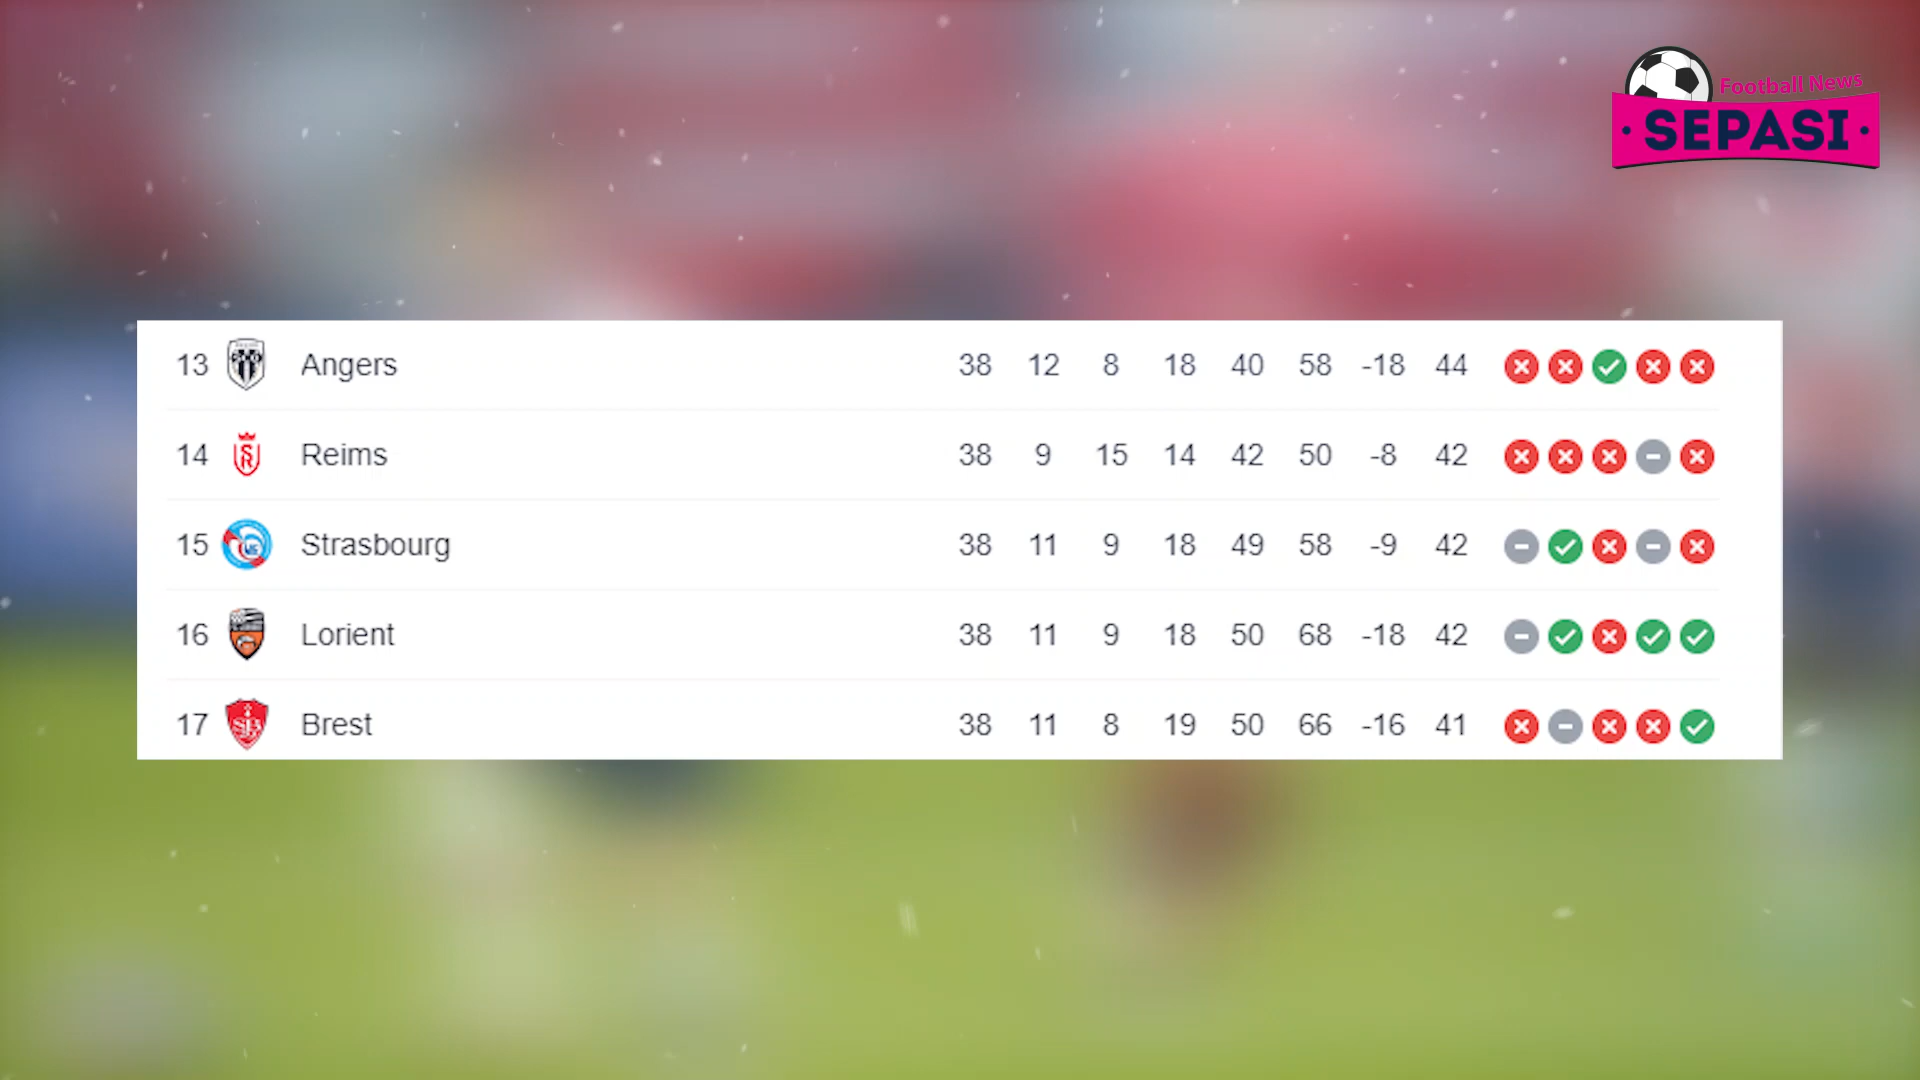 Football News
SEPASI
13 Angers 38 12 8 18 40 58 -18 44
14 Reims 38 9 15 14 42 50 -8 42
15 Strasbourg 38 11 9 18 49 58 -9 42
16 Lorient 38 11 9 18 50 68 -18 42
17 Brest 38 11 8 19 50 66 -16 41